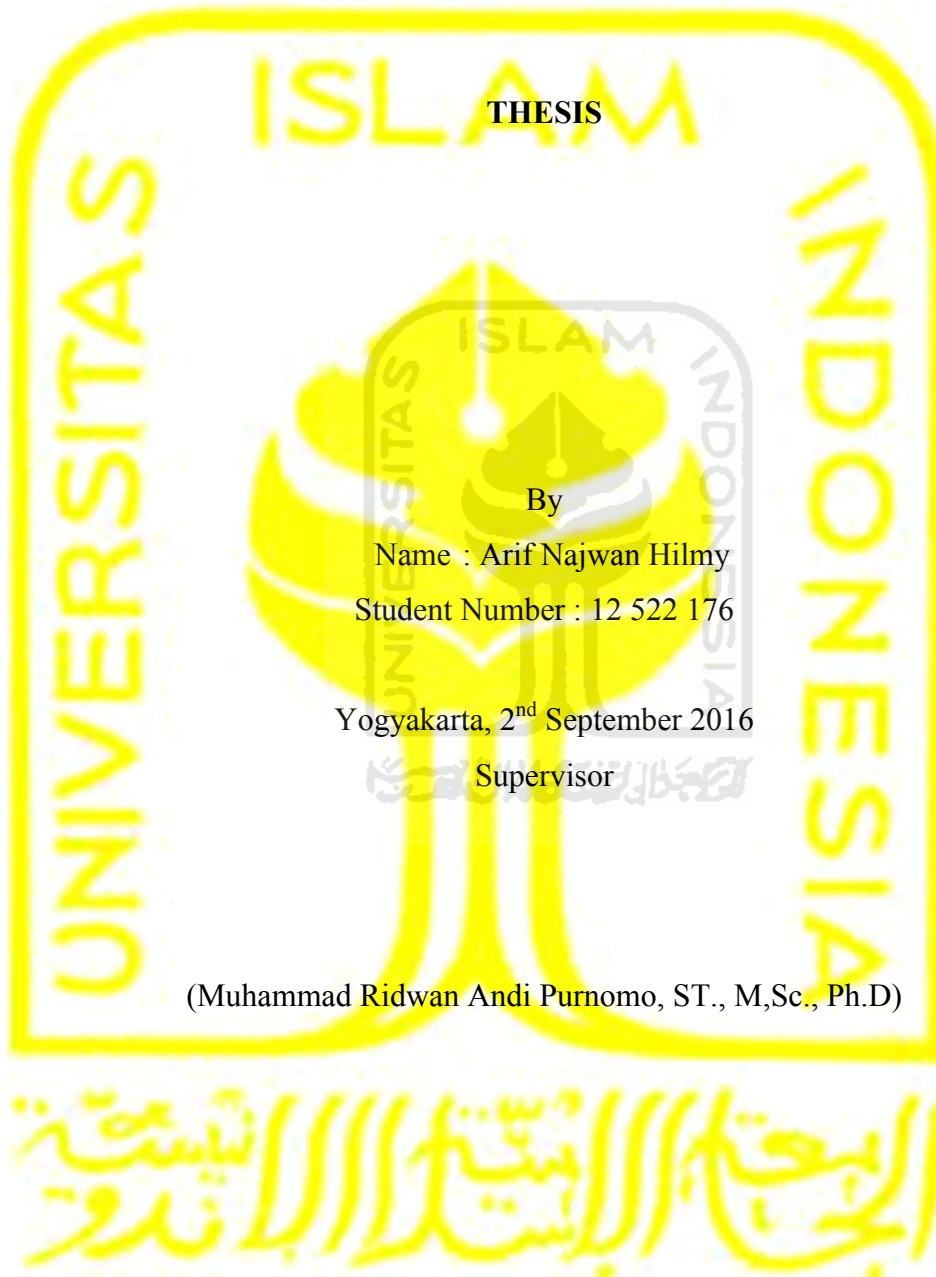 ISLAM
UNIVERSITAS
INDONESIA
THESIS
ISLAM
UNIVERSITAS
INDONESIA
By
Name : Arif Najwan Hilmy
Student Number : 12 522 176
Yogyakarta, 2nd September 2016
Supervisor
(Muhammad Ridwan Andi Purnomo, ST., M,Sc., Ph.D)